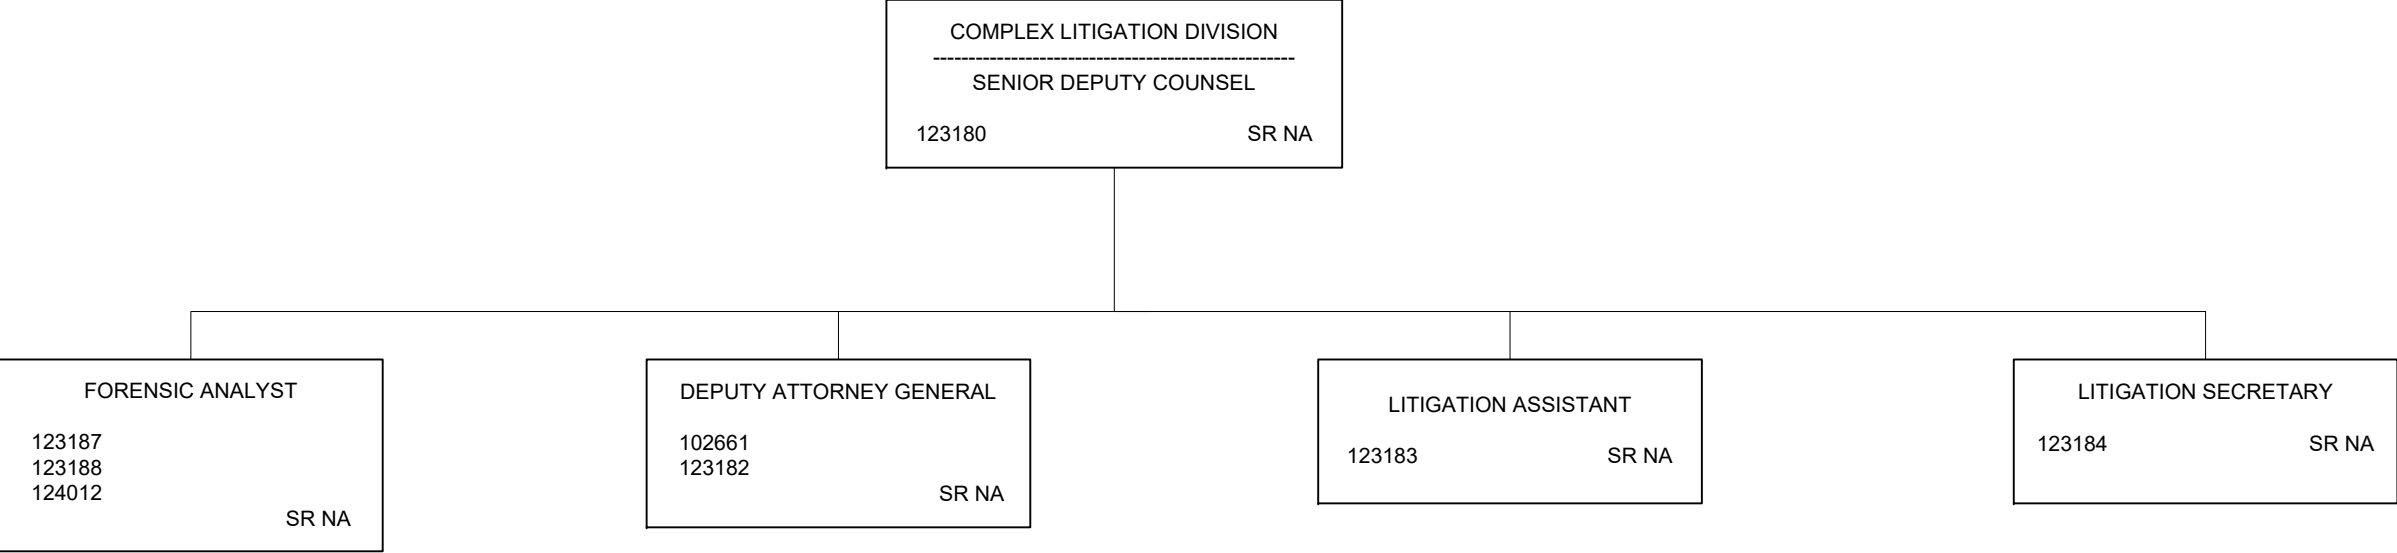 COMPLEX LITIGATION DIVISION
---------------------------------------------------
SENIOR DEPUTY COUNSEL
123180 SR NA
FORENSIC ANALYST
123187
123188
124012
SR NA
DEPUTY ATTORNEY GENERAL
102661
123182
SR NA
LITIGATION ASSISTANT
123183 SR NA
LITIGATION SECRETARY
123184 SR NA